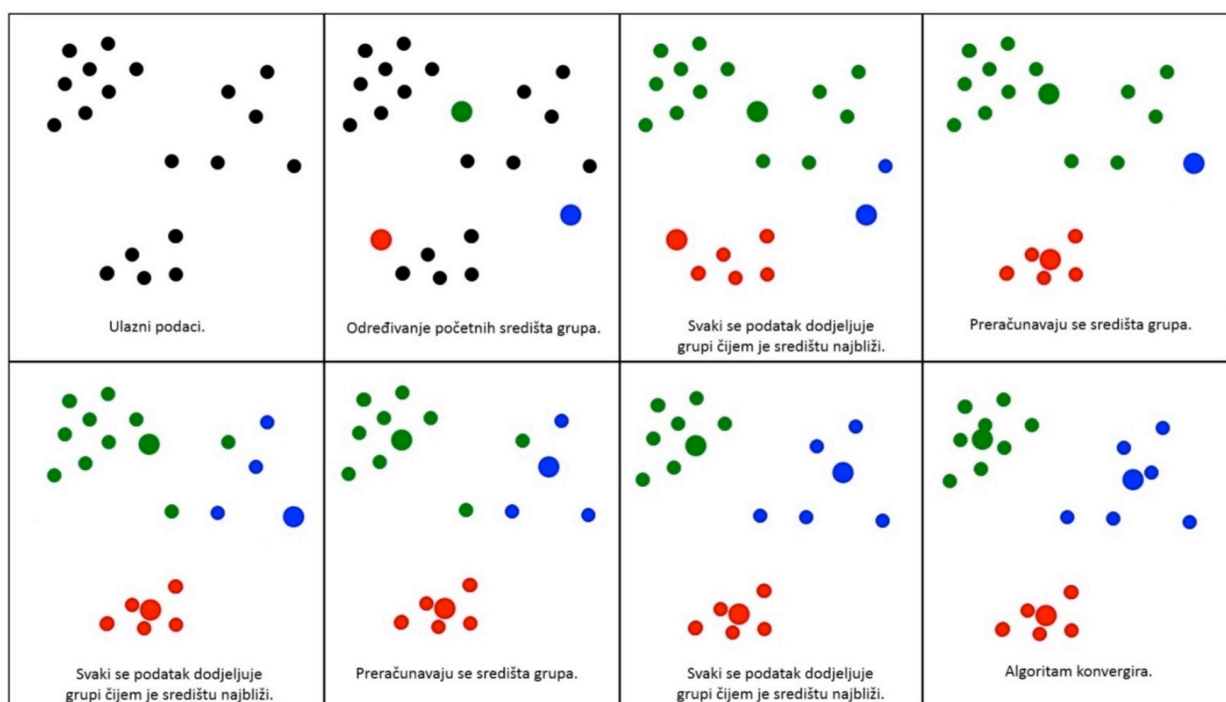 Ulazni podaci.
Određivanje početnih središta grupa.
Svaki se podatak dodjeljuje
grupi čijem je središtu najbliži.
Preračunavaju se središta grupa.
Svaki se podatak dodjeljuje
grupi čijem je središtu najbliži.
Preračunavaju se središta grupa.
Svaki se podatak dodjeljuje
grupi čijem je središtu najbliži.
Algoritam konvergira.